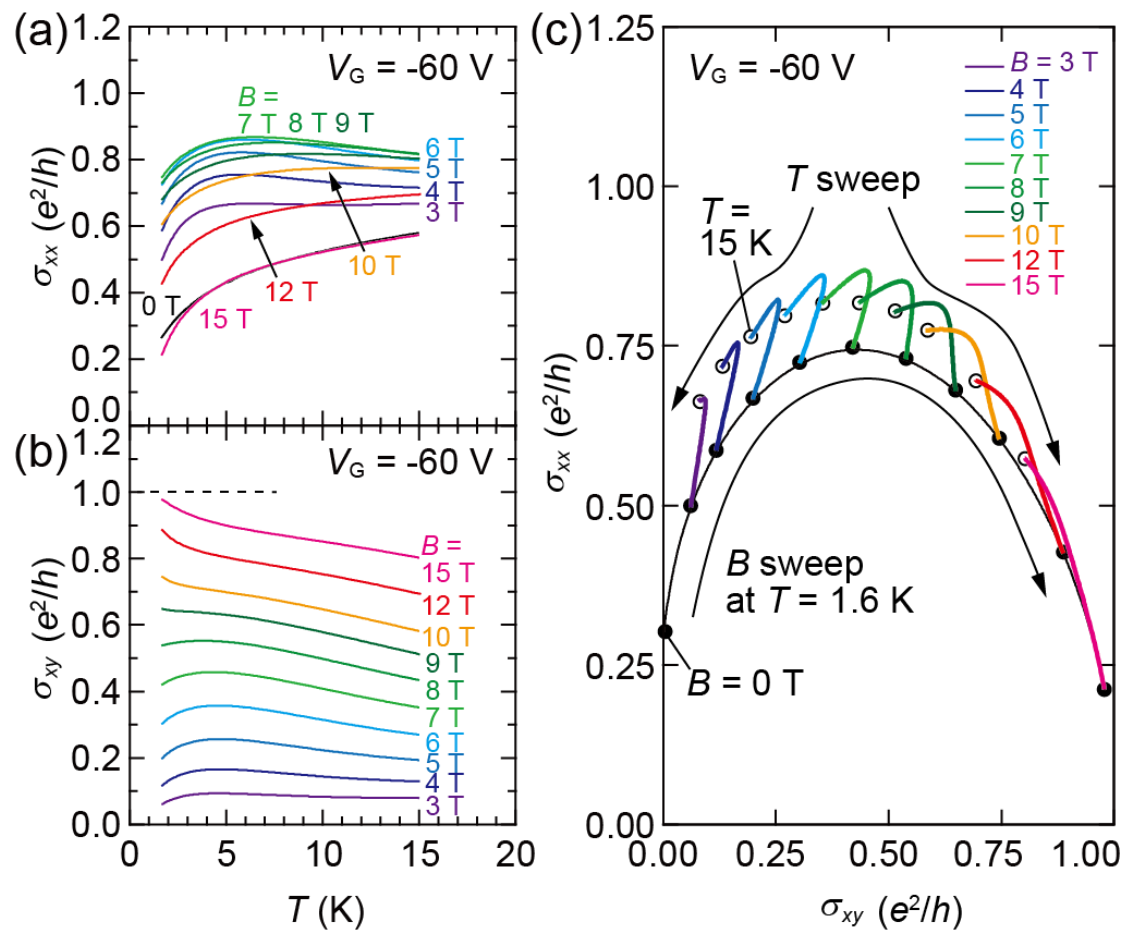 (a)
V_G = -60 V
B =
7 T 8 T 9 T
6 T
5 T
4 T
3 T
10 T
12 T
15 T
0 T
1.2
1.0
0.8
0.6
0.4
0.2
0.0
σ_xx (e²/h)
(b)
V_G = -60 V
B =
15 T
12 T
10 T
9 T
8 T
7 T
6 T
5 T
4 T
3 T
1.0
0.8
0.6
0.4
0.2
0.0
σ_xy (e²/h)
0 5 10 15 20
T (K)
(c)
V_G = -60 V
B = 3 T
4 T
5 T
6 T
7 T
8 T
9 T
10 T
12 T
15 T
T sweep
T =
15 K
B sweep
at T = 1.6 K
B = 0 T
1.25
1.00
0.75
0.50
0.25
0.00
σ_xx (e²/h)
0.00 0.25 0.50 0.75 1.00
σ_xy (e²/h)